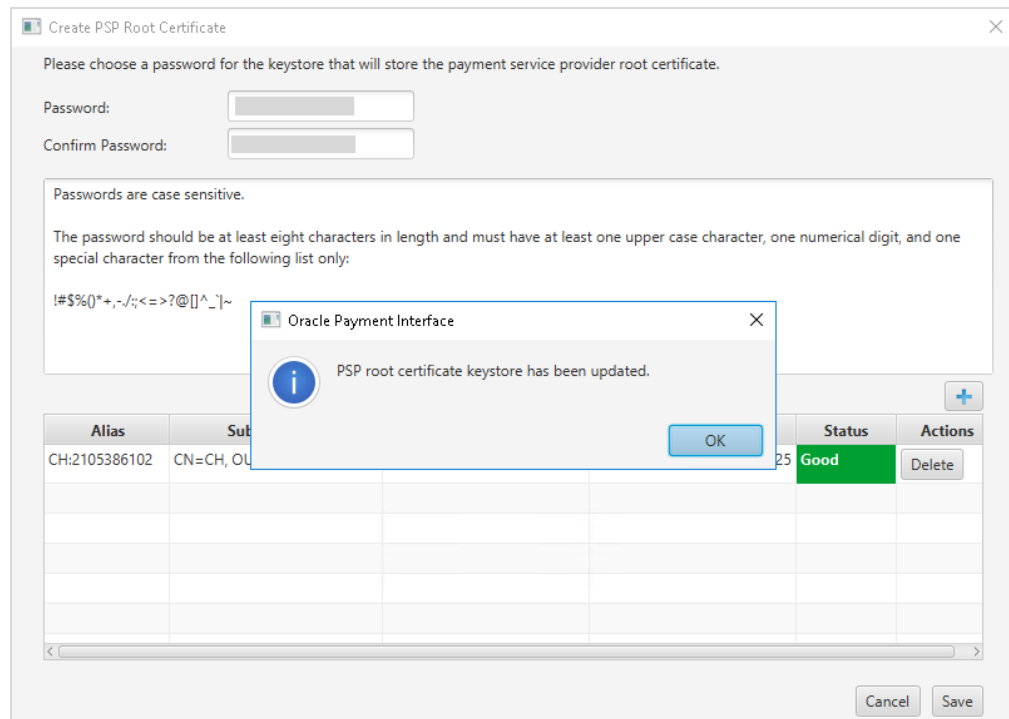 Create PSP Root Certificate
Please choose a password for the keystore that will store the payment service provider root certificate.
Password:
Confirm Password:
Passwords are case sensitive.
The password should be at least eight characters in length and must have at least one upper case character, one numerical digit, and one
special character from the following list only:
!#$%()*+,-./:;<=>?@[]^_`|~
Oracle Payment Interface
PSP root certificate keystore has been updated.
OK
Alias Sub Status Actions
CH:2105386102 CN=CH, OU 25 Good Delete
Cancel Save